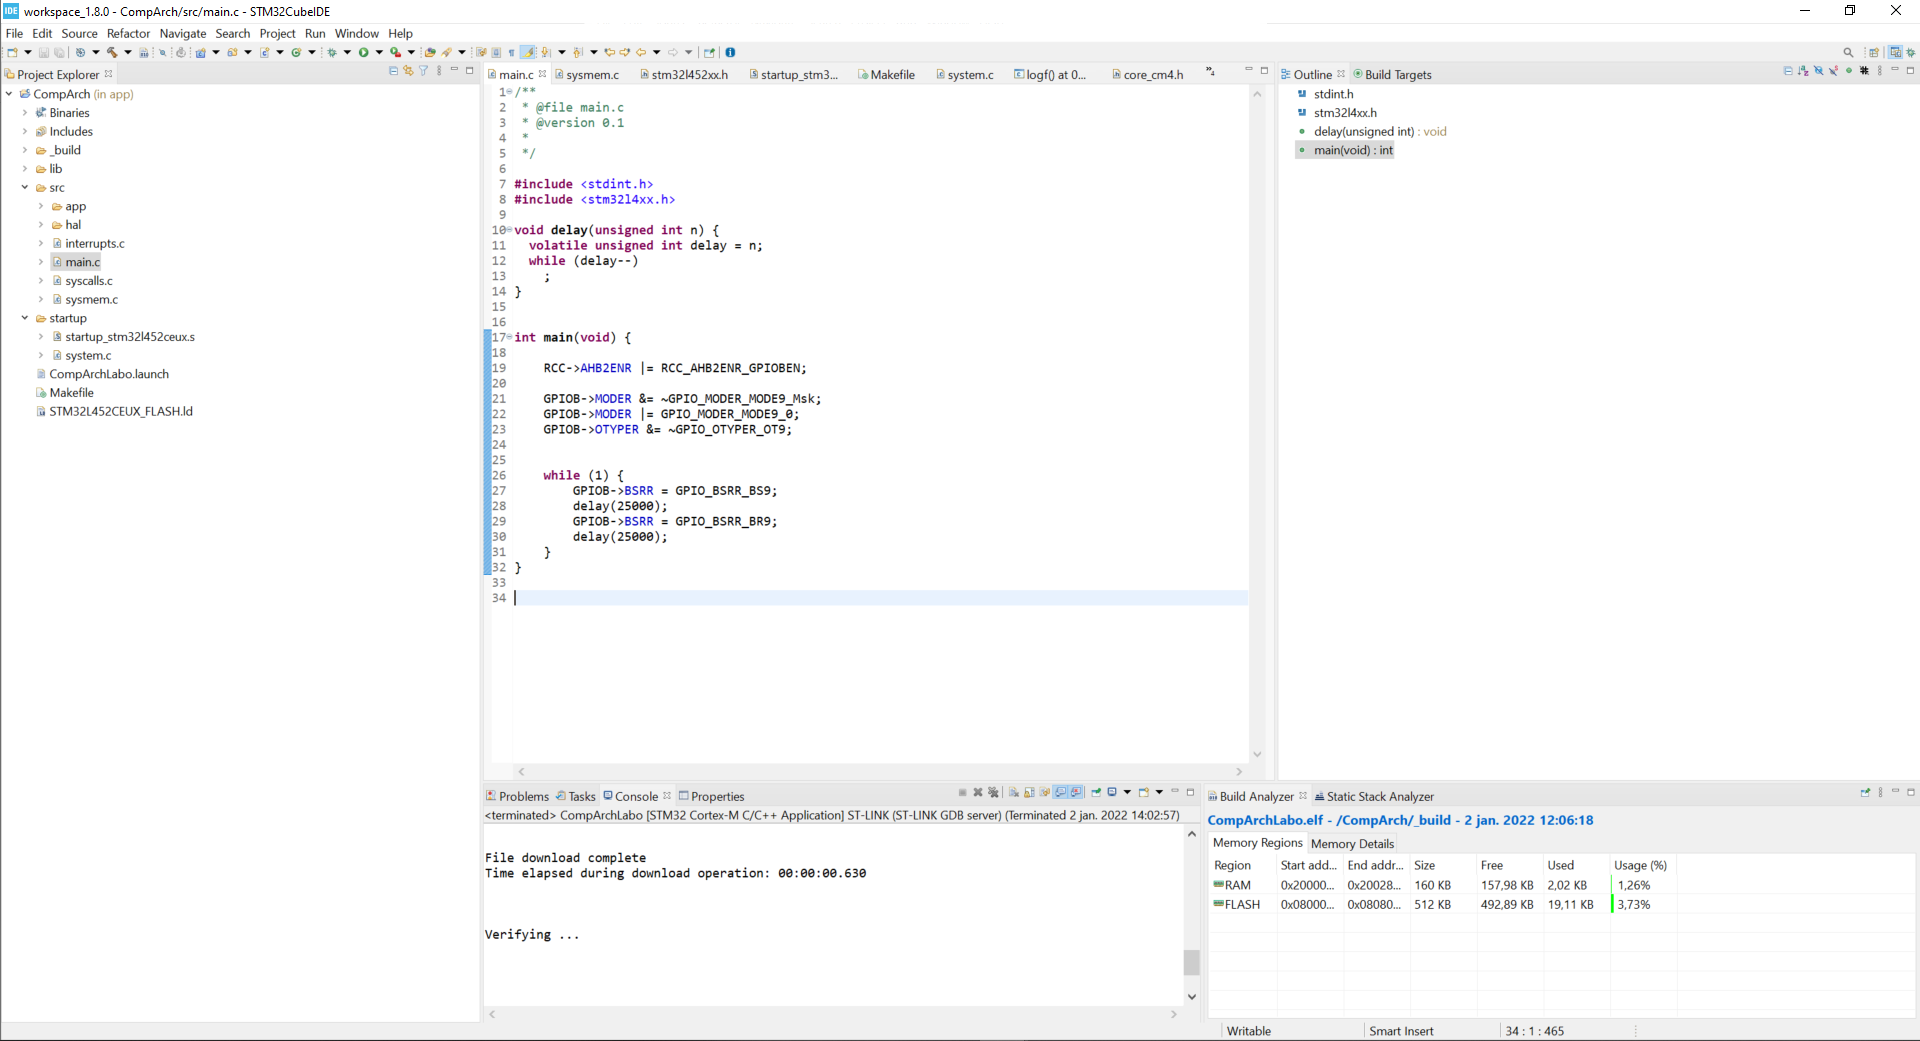 workspace_1.8.0 - CompArch/src/main.c - STM32CubeIDE
File Edit Source Refactor Navigate Search Project Run Window Help
Project Explorer
CompArch (in app)
Binaries
Includes
_build
lib
src
app
hal
interrupts.c
main.c
syscalls.c
sysmem.c
startup
startup_stm32l452ceux.s
system.c
CompArchLabo.launch
Makefile
STM32L452CEUX_FLASH.ld
main.c sysmem.c stm32l452xx.h startup_stm3... Makefile system.c logf() at 0... core_cm4.h
1 /**
2  * @file main.c
3  * @version 0.1
4  *
5  */
6
7 #include <stdint.h>
8 #include <stm32l4xx.h>
9
10 void delay(unsigned int n) {
11   volatile unsigned int delay = n;
12   while (delay--)
13     ;
14 }
15
16
17 int main(void) {
18
19     RCC->AHB2ENR |= RCC_AHB2ENR_GPIOBEN;
20
21     GPIOB->MODER &= ~GPIO_MODER_MODE9_Msk;
22     GPIOB->MODER |= GPIO_MODER_MODE9_0;
23     GPIOB->OTYPER &= ~GPIO_OTYPER_OT9;
24
25
26     while (1) {
27         GPIOB->BSRR = GPIO_BSRR_BS9;
28         delay(25000);
29         GPIOB->BSRR = GPIO_BSRR_BR9;
30         delay(25000);
31     }
32 }
33
34
Outline Build Targets
stdint.h
stm32l4xx.h
delay(unsigned int) : void
main(void) : int
Problems Tasks Console Properties
<terminated> CompArchLabo [STM32 Cortex-M C/C++ Application] ST-LINK (ST-LINK GDB server) (Terminated 2 jan. 2022 14:02:57)
File download complete
Time elapsed during download operation: 00:00:00.630
Verifying ...
Build Analyzer Static Stack Analyzer
CompArchLabo.elf - /CompArch/_build - 2 jan. 2022 12:06:18
Memory Regions Memory Details
Region Start add... End addr... Size Free Used Usage (%)
RAM 0x20000... 0x20028... 160 KB 157,98 KB 2,02 KB 1,26%
FLASH 0x08000... 0x08080... 512 KB 492,89 KB 19,11 KB 3,73%
Writable Smart Insert 34 : 1 : 465